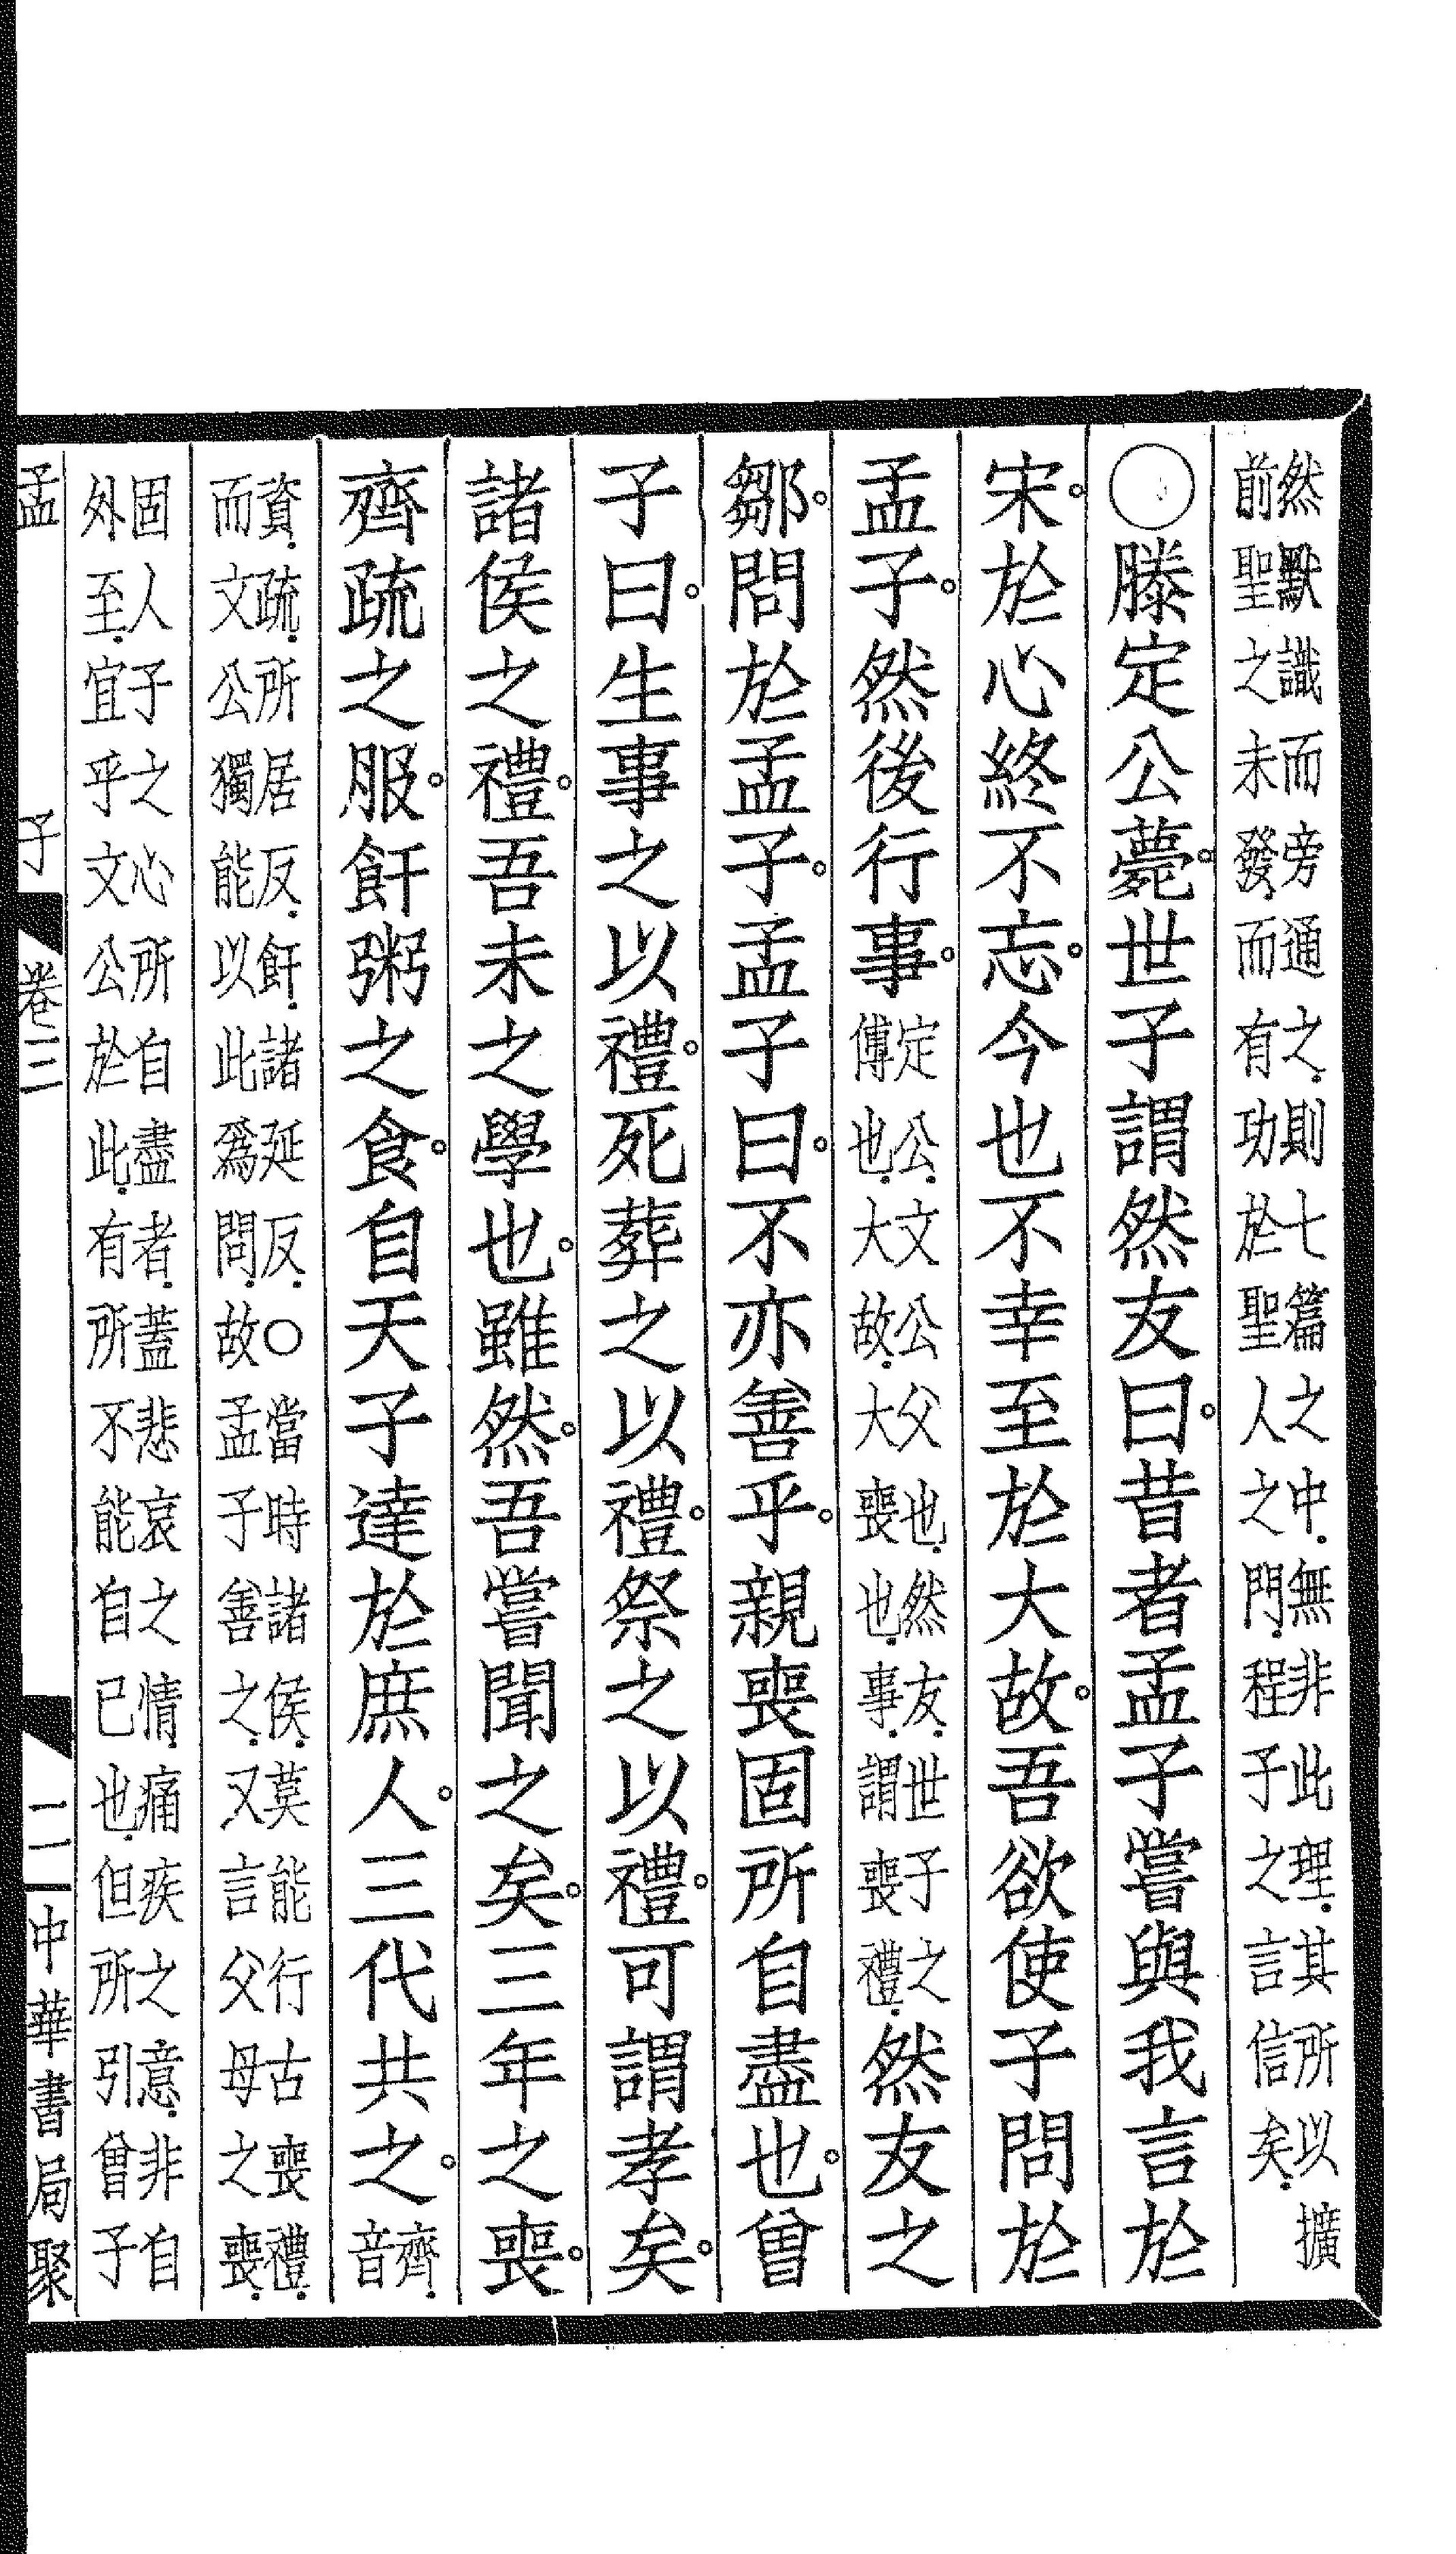 然默識而旁通之.則七篇之中.無非此理.其所以擴
前聖之未發.而有功於聖人之門.程子之言信矣.
○滕定公薨。世子謂然友曰。昔者孟子嘗與我言於
宋。於心終不忘。今也不幸至於大故。吾欲使子問於
孟子。然後行事。定公.文公父也.然友.世子之
傅也.大故.大喪也.事.謂喪禮.然友之
鄒。問於孟子。孟子曰。不亦善乎。親喪固所自盡也。曾
子曰。生事之以禮。死葬之以禮。祭之以禮。可謂孝矣。
諸侯之禮。吾未之學也。雖然。吾嘗聞之矣。三年之喪。
齊疏之服。飦粥之食。自天子達於庶人。三代共之。齊.
音
資.疏.所居反.飦.諸延反.○當時諸侯.莫能行古喪禮.
而文公獨能以此爲問.故孟子善之.又言父母之喪.
固人子之心所自盡者.蓋悲哀之情.痛疾之意.非自
外至.宜乎文公於此.有所不能自已也.但所引曾子
孟子 卷三 二一中華書局聚